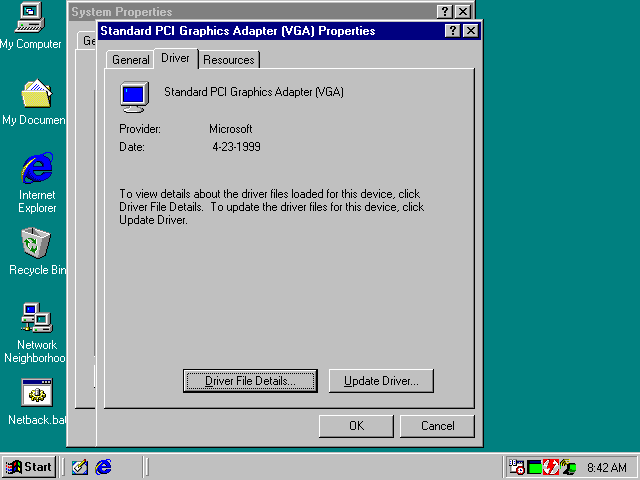 My Computer
My Documen
Internet
Explorer
Recycle Bin
Network
Neighborhoo
Netback.bat
System Properties
Ge
Standard PCI Graphics Adapter (VGA) Properties
General
Driver
Resources
Standard PCI Graphics Adapter (VGA)
Provider: Microsoft
Date: 4-23-1999
To view details about the driver files loaded for this device, click
Driver File Details. To update the driver files for this device, click
Update Driver.
Driver File Details...
Update Driver...
OK
Cancel
Start
8:42 AM